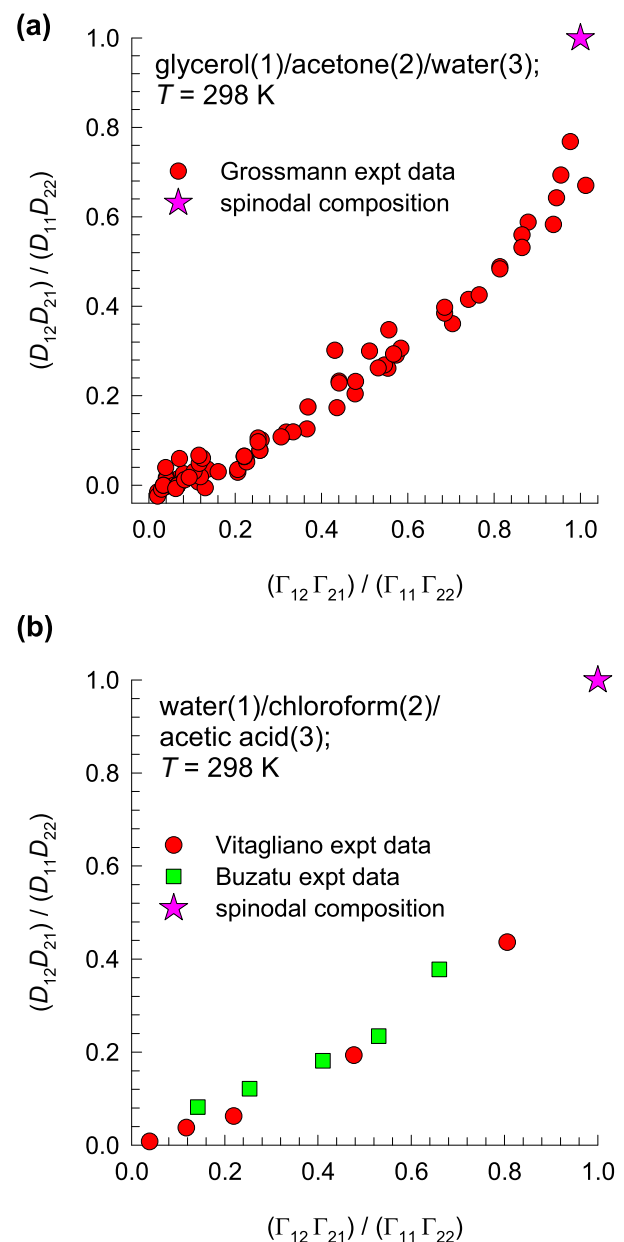 (a)
1.0
glycerol(1)/acetone(2)/water(3);
T = 298 K
0.8
Grossmann expt data
spinodal composition
0.6
0.4
0.2
0.0
(D₁₂D₂₁) / (D₁₁D₂₂)
0.0 0.2 0.4 0.6 0.8 1.0
(Γ₁₂ Γ₂₁) / (Γ₁₁ Γ₂₂)
(b)
1.0
water(1)/chloroform(2)/
acetic acid(3);
T = 298 K
0.8
Vitagliano expt data
Buzatu expt data
spinodal composition
0.6
0.4
0.2
0.0
(D₁₂D₂₁) / (D₁₁D₂₂)
0.0 0.2 0.4 0.6 0.8 1.0
(Γ₁₂ Γ₂₁) / (Γ₁₁ Γ₂₂)